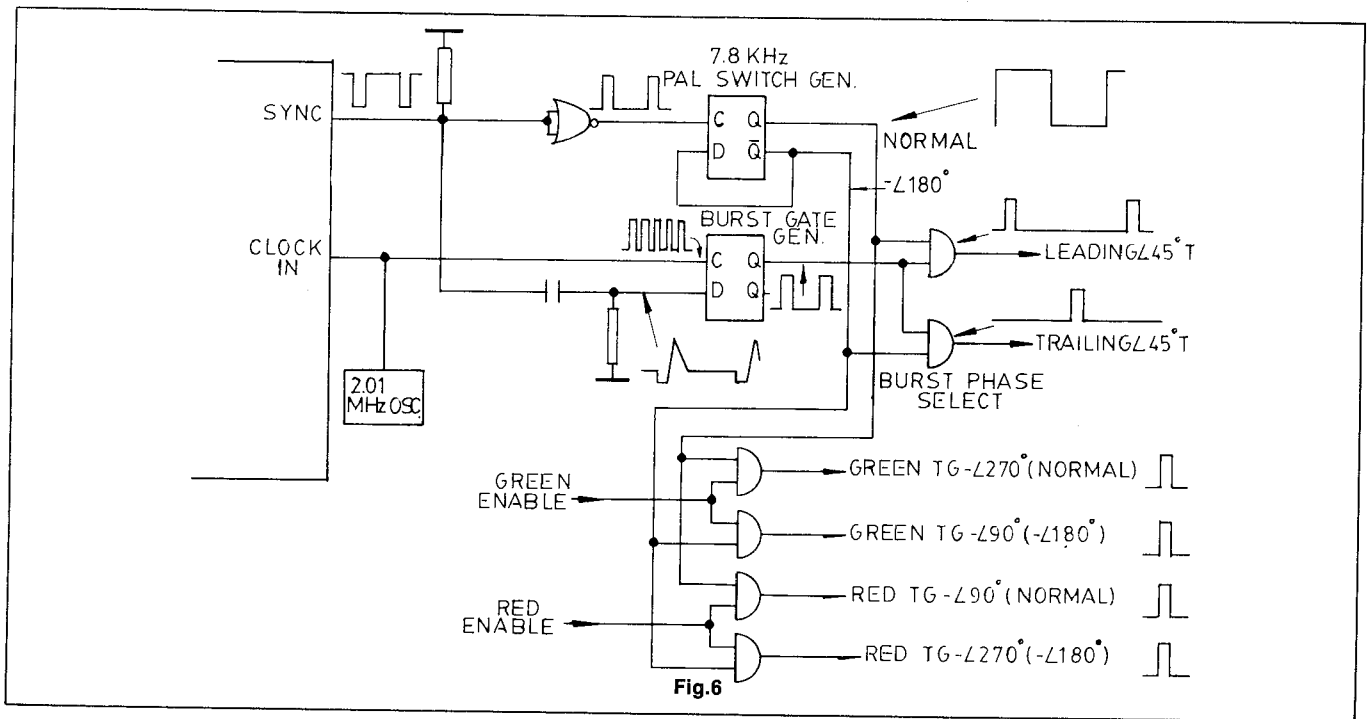 7.8 KHz
PAL SWITCH GEN.
SYNC
C Q
D Q̅
NORMAL
-∠180°
BURST GATE
GEN.
CLOCK
IN
C Q
D Q
LEADING∠45°T
TRAILING∠45°T
BURST PHASE
SELECT
2.01
MHz OSC.
GREEN
ENABLE
GREEN TG-∠270°(NORMAL)
GREEN TG-∠90°(-∠180°)
RED
ENABLE
RED TG-∠90°(NORMAL)
RED TG-∠270°(-∠180°)
Fig.6